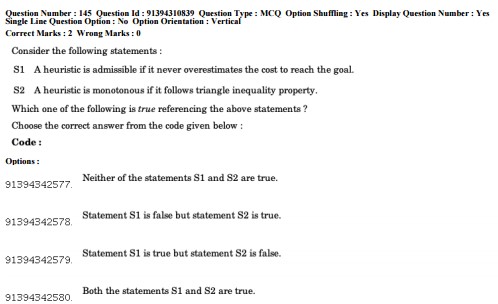 Question Number : 145 Question Id : 91394310839 Question Type : MCQ Option Shuffling : Yes Display Question Number : Yes
Single Line Question Option : No Option Orientation : Vertical
Correct Marks : 2 Wrong Marks : 0
Consider the following statements :
S1 A heuristic is admissible if it never overestimates the cost to reach the goal.
S2 A heuristic is monotonous if it follows triangle inequality property.
Which one of the following is true referencing the above statements ?
Choose the correct answer from the code given below :
Code :
Options :
91394342577. Neither of the statements S1 and S2 are true.
91394342578. Statement S1 is false but statement S2 is true.
91394342579. Statement S1 is true but statement S2 is false.
91394342580. Both the statements S1 and S2 are true.